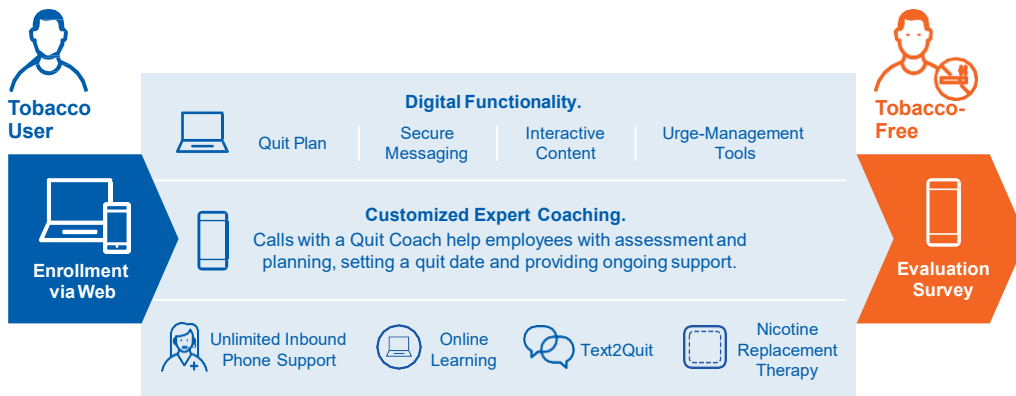 Tobacco
User
Enrollment
via Web
Digital Functionality.
Quit Plan
Secure
Messaging
Interactive
Content
Urge-Management
Tools
Customized Expert Coaching.
Calls with a Quit Coach help employees with assessment and
planning, setting a quit date and providing ongoing support.
Unlimited Inbound
Phone Support
Online
Learning
Text2Quit
Nicotine
Replacement
Therapy
Tobacco-
Free
Evaluation
Survey